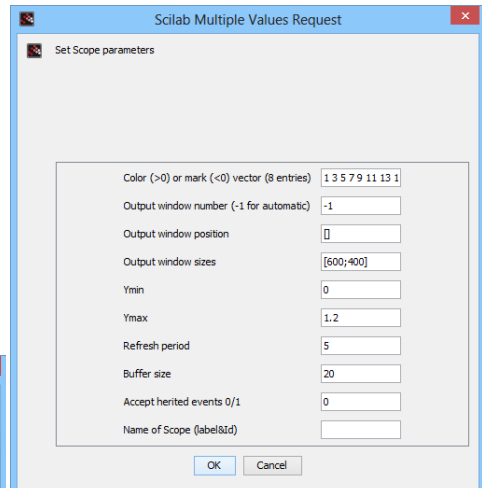 Scilab Multiple Values Request
Set Scope parameters
Color (>0) or mark (<0) vector (8 entries) 1 3 5 7 9 11 13 1
Output window number (-1 for automatic) -1
Output window position []
Output window sizes [600;400]
Ymin 0
Ymax 1.2
Refresh period 5
Buffer size 20
Accept herited events 0/1 0
Name of Scope (label&Id)
OK Cancel